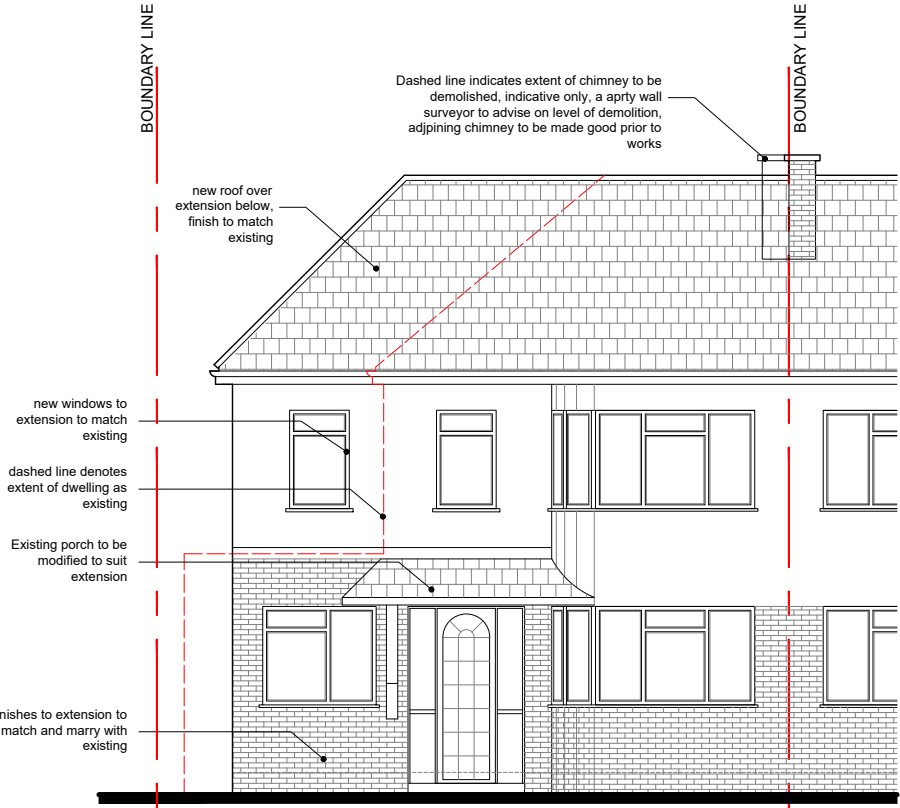 BOUNDARY LINE
BOUNDARY LINE
Dashed line indicates extent of chimney to be
demolished, indicative only, a aprty wall
surveyor to advise on level of demolition,
adjpining chimney to be made good prior to
works
new roof over
extension below,
finish to match
existing
new windows to
extension to match
existing
dashed line denotes
extent of dwelling as
existing
Existing porch to be
modified to suit
extension
nishes to extension to
match and marry with
existing